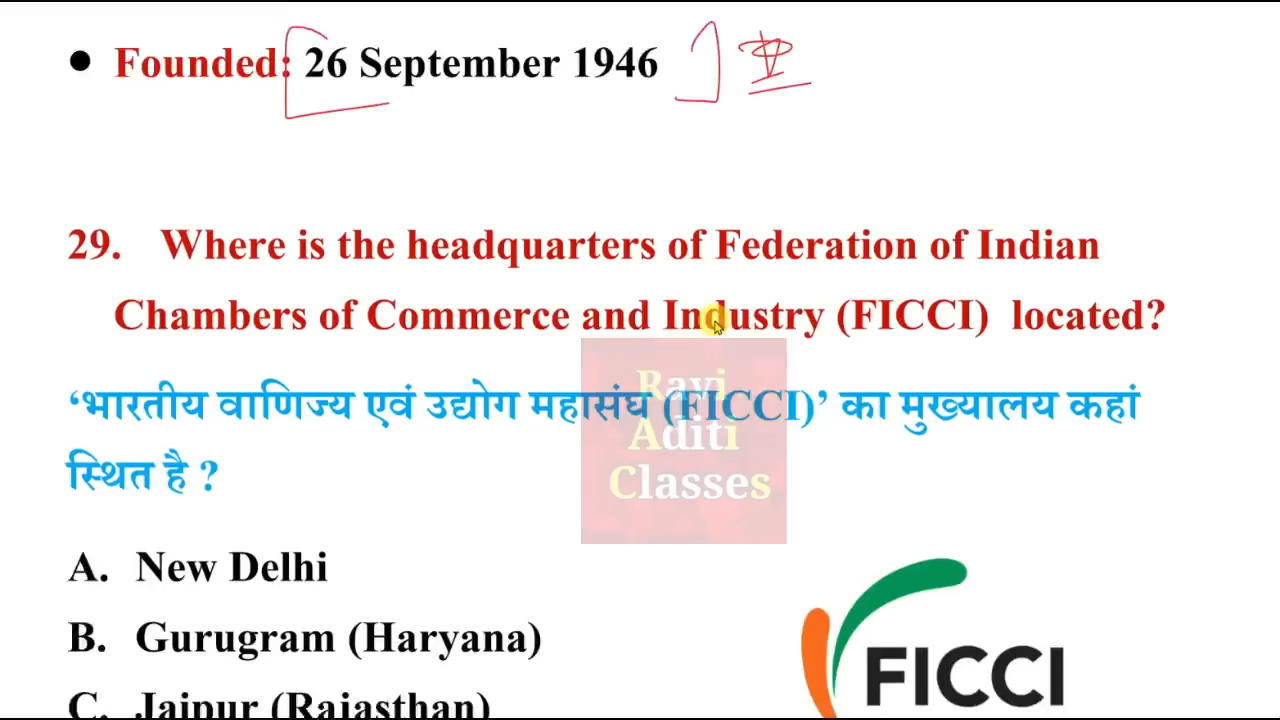 • Founded: 26 September 1946
29. Where is the headquarters of Federation of Indian
Chambers of Commerce and Industry (FICCI) located?
‘भारतीय वाणिज्य एवं उद्योग महासंघ (FICCI)’ का मुख्यालय कहां
स्थित है ?
Ravi
Aditi
Classes
A. New Delhi
B. Gurugram (Haryana)
C. Jaipur (Rajasthan)
FICCI